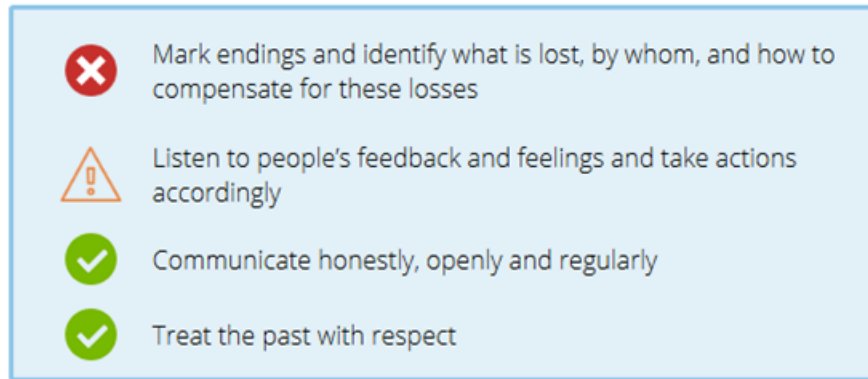 Mark endings and identify what is lost, by whom, and how to
compensate for these losses
Listen to people’s feedback and feelings and take actions
accordingly
Communicate honestly, openly and regularly
Treat the past with respect